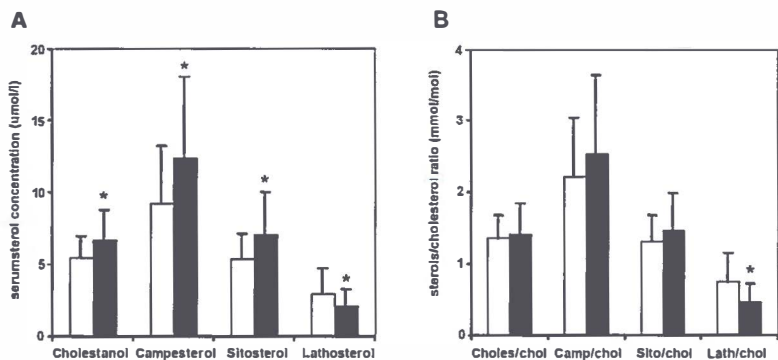 A
B
serumsterol concentration (umol/l)
20
15
10
5
0
*
*
*
*
Cholestanol Campesterol Sitosterol Lathosterol
sterols/cholesterol ratio (mmol/mol)
4
3
2
1
0
*
Choles/chol Camp/chol Sito/chol Lath/chol